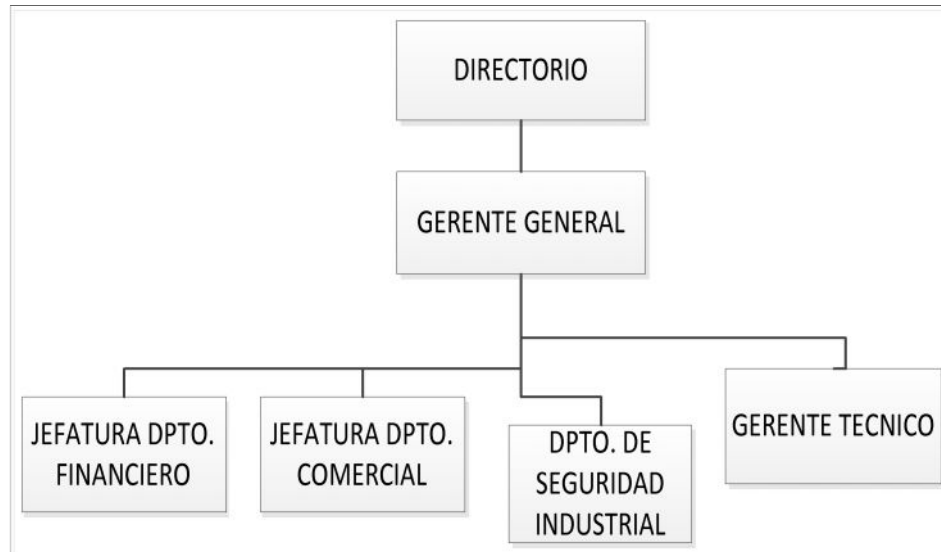 DIRECTORIO
GERENTE GENERAL
JEFATURA DPTO.
FINANCIERO
JEFATURA DPTO.
COMERCIAL
DPTO. DE
SEGURIDAD
INDUSTRIAL
GERENTE TECNICO